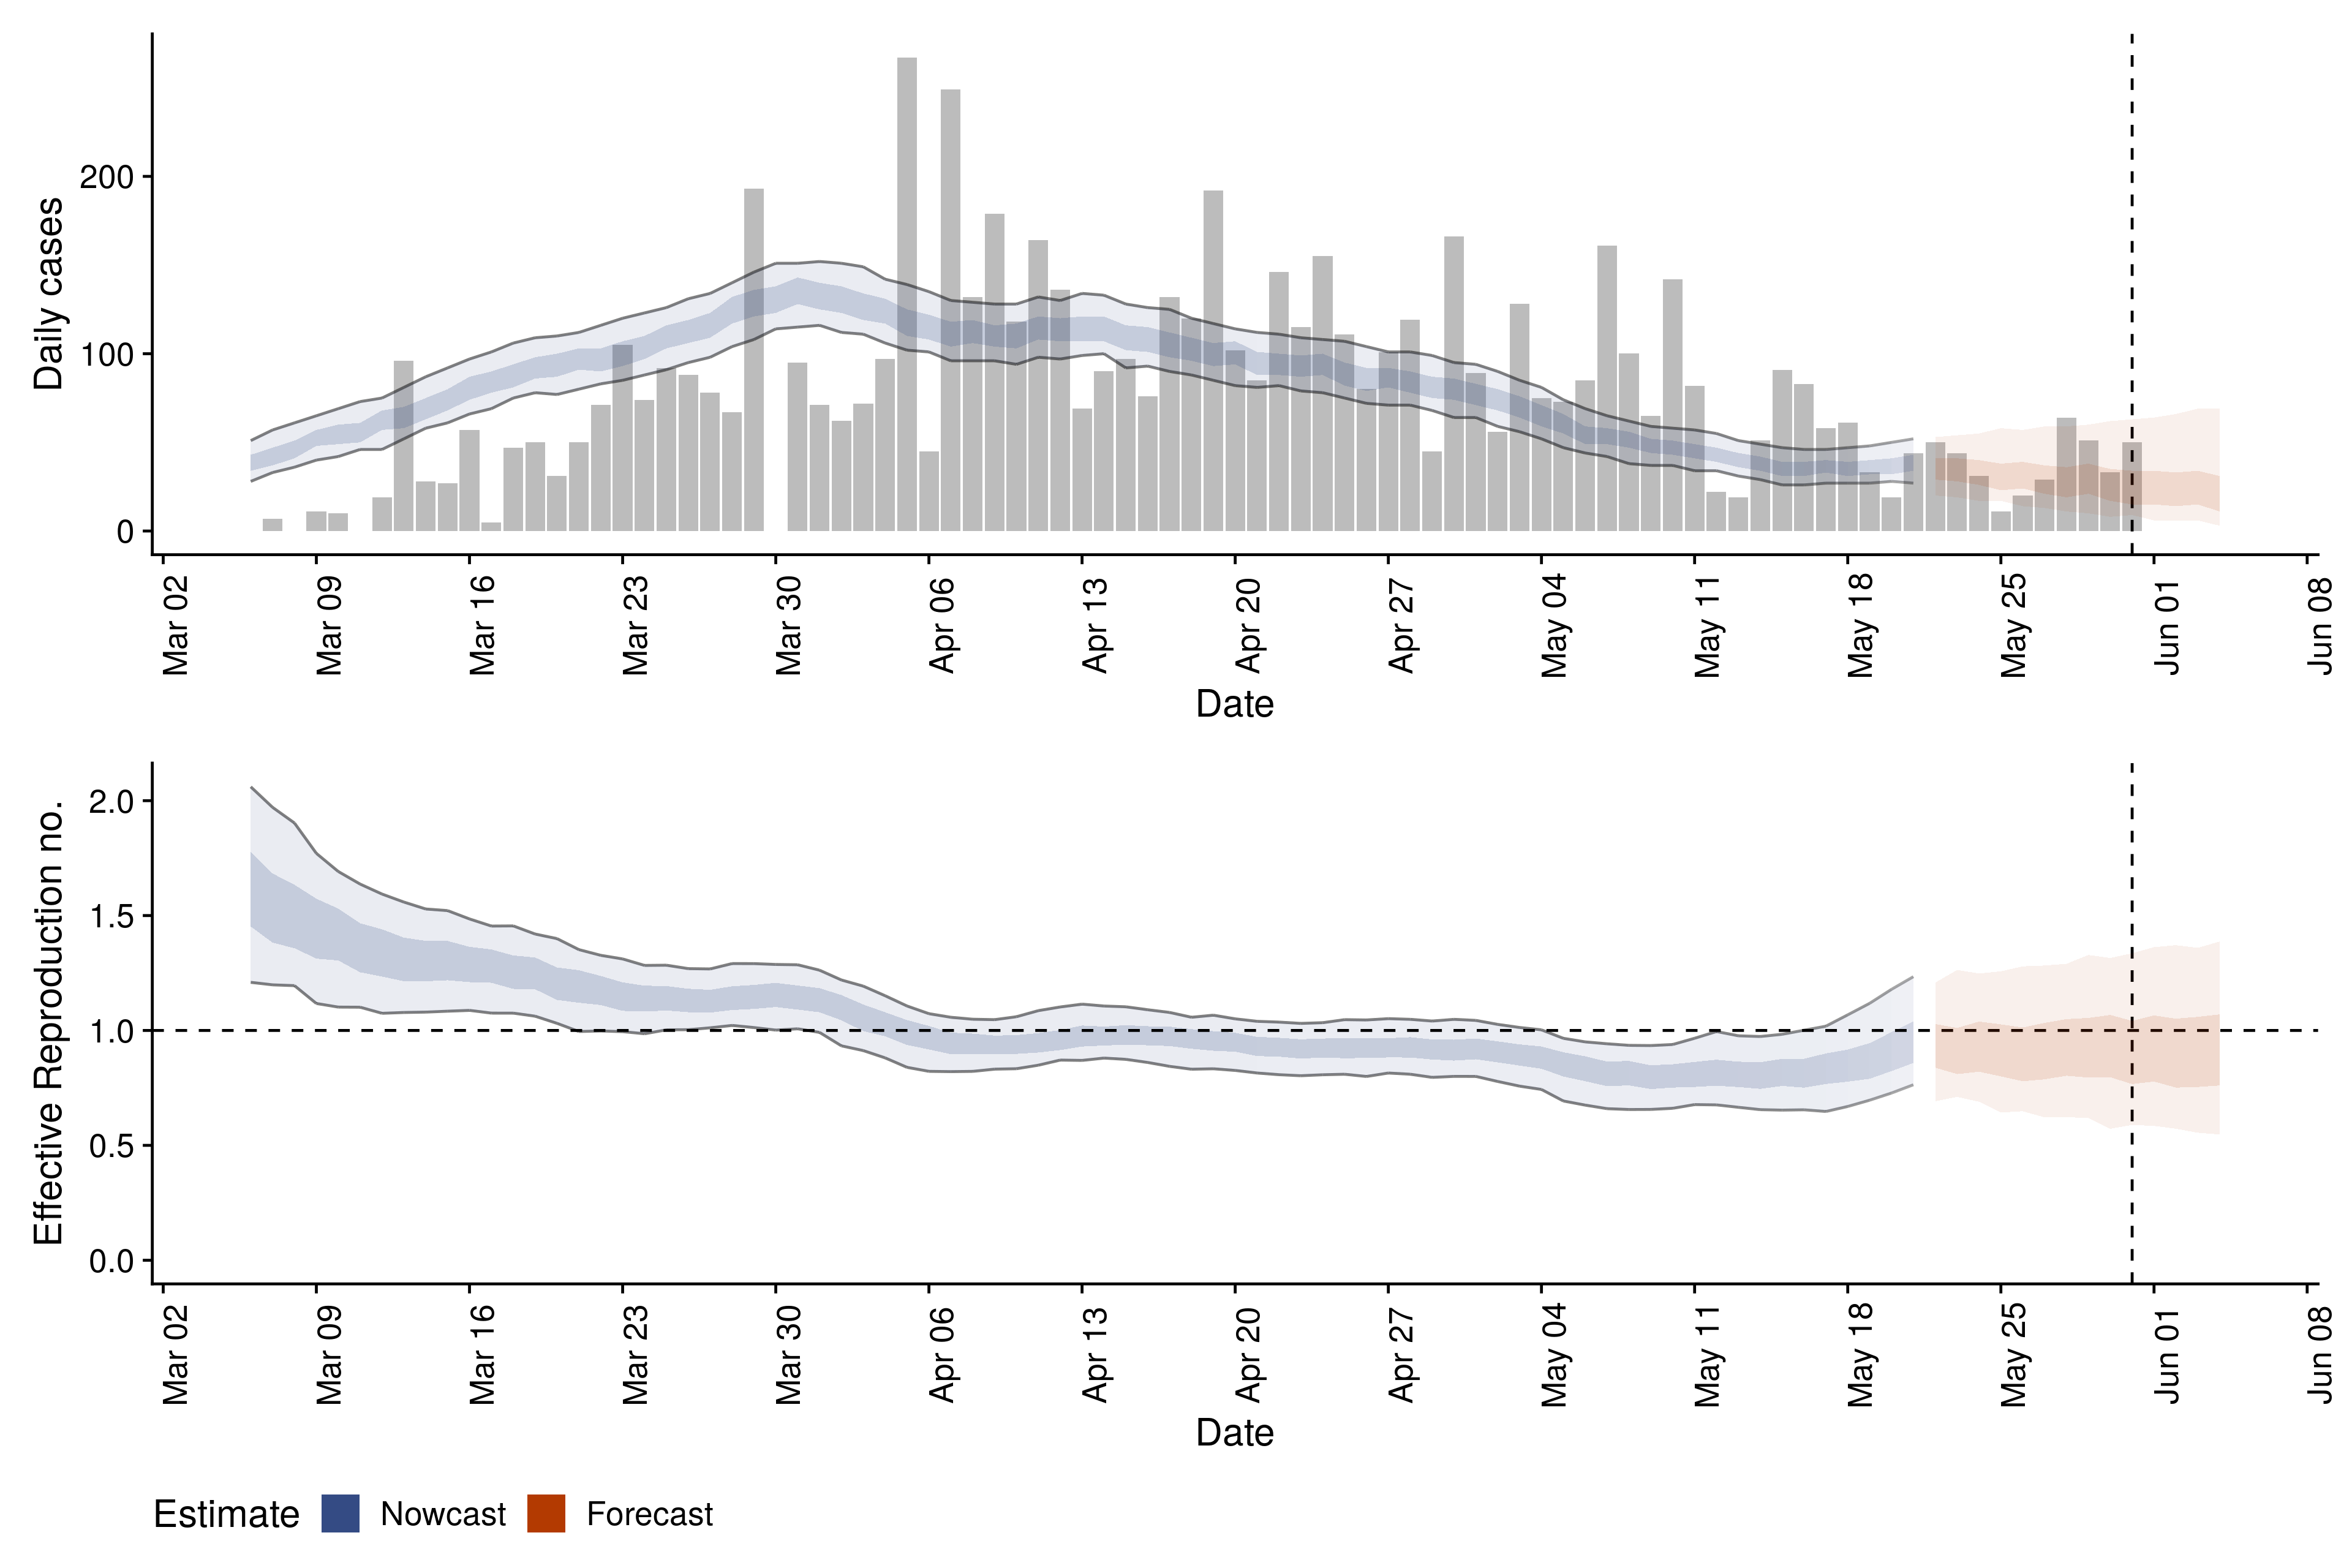 Daily cases
200
100
0
Mar 02
Mar 09
Mar 16
Mar 23
Mar 30
Apr 06
Apr 13
Apr 20
Apr 27
May 04
May 11
May 18
May 25
Jun 01
Jun 08
Date
Effective Reproduction no.
2.0
1.5
1.0
0.5
0.0
Mar 02
Mar 09
Mar 16
Mar 23
Mar 30
Apr 06
Apr 13
Apr 20
Apr 27
May 04
May 11
May 18
May 25
Jun 01
Jun 08
Date
Estimate Nowcast Forecast